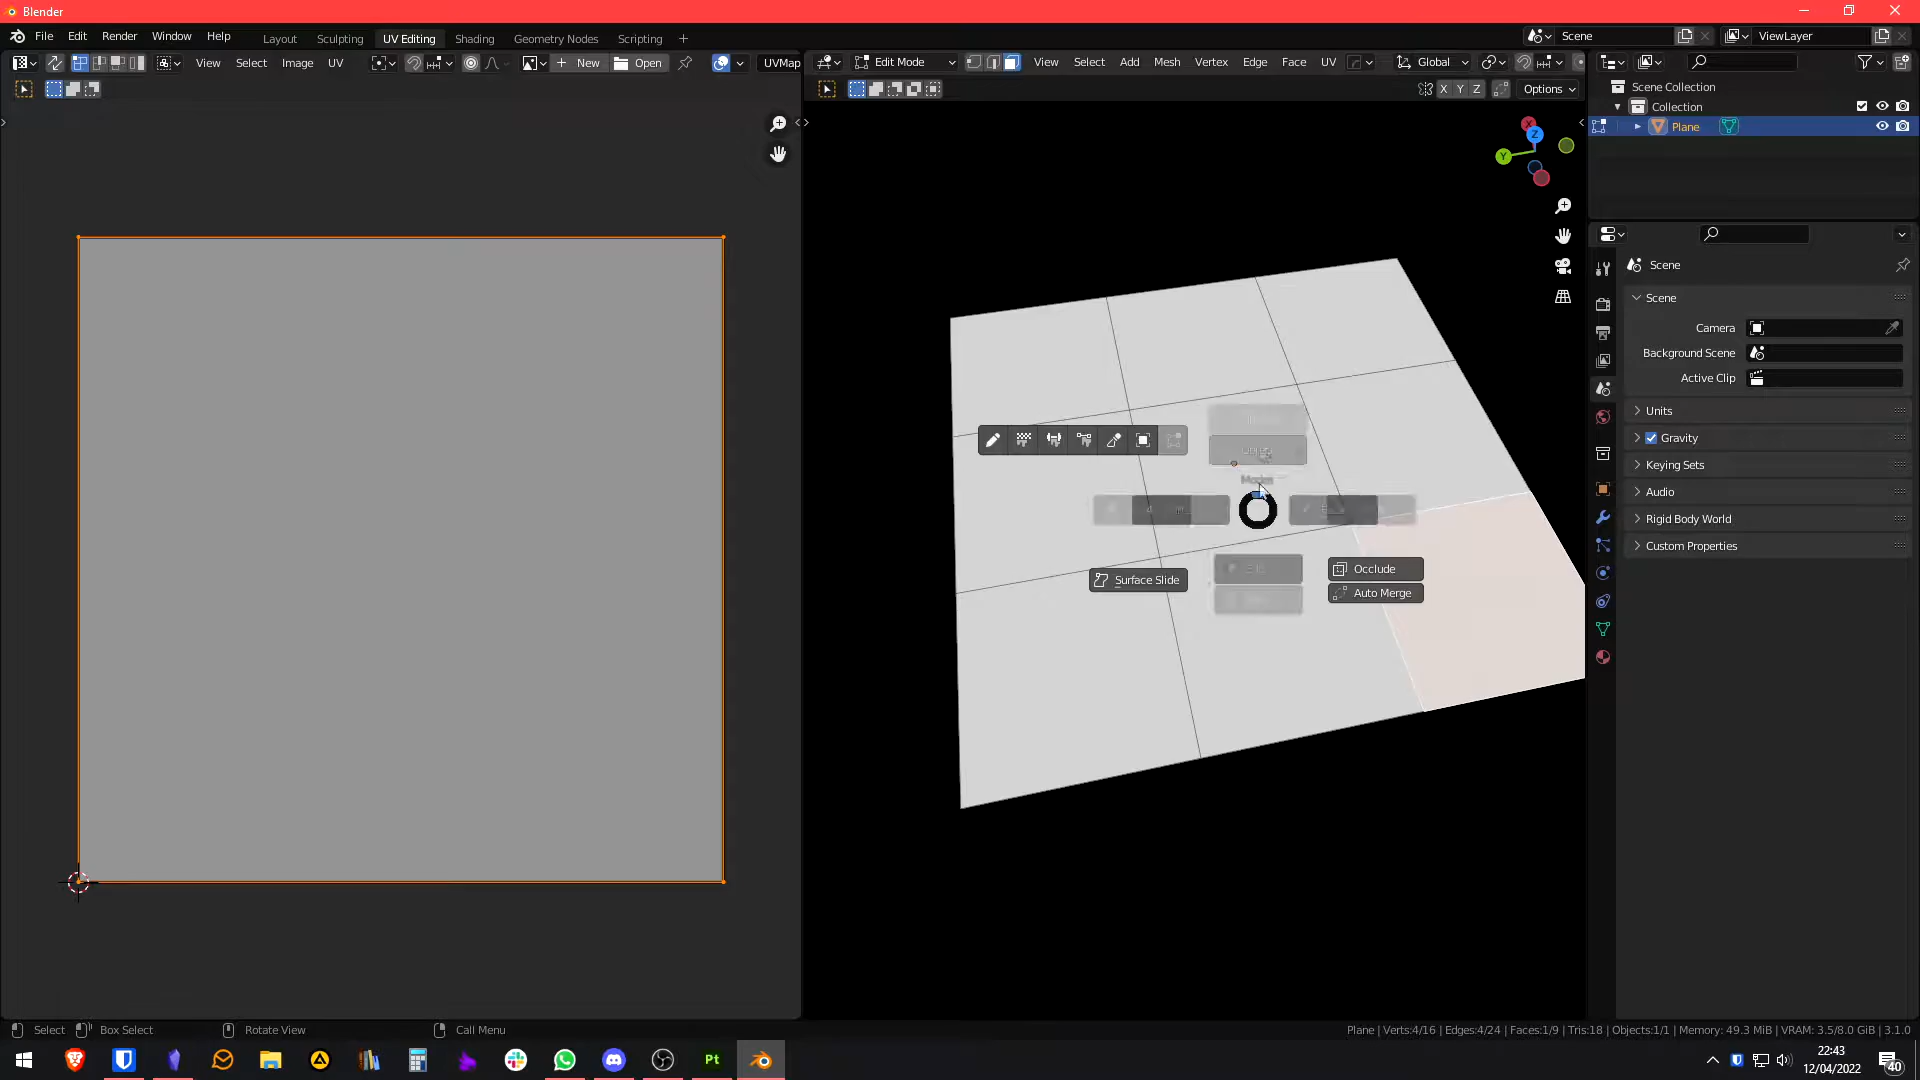 Blender
File Edit Render Window Help
Layout Sculpting UV Editing Shading Geometry Nodes Scripting
Scene
ViewLayer
View Select Image UV
New
Open
UVMap
Edit Mode
View Select Add Mesh Vertex Edge Face UV
Global
X Y Z
Options
Scene Collection
Collection
Plane
X
Z
Y
Scene
Scene
Camera
Background Scene
Active Clip
Units
Gravity
Keying Sets
Audio
Rigid Body World
Custom Properties
Surface Slide
Occlude
Auto Merge
Select
Box Select
Rotate View
Call Menu
Plane | Verts:4/16 | Edges:4/24 | Faces:1/9 | Tris:18 | Objects:1/1 | Memory: 49.3 MiB | VRAM: 3.5/8.0 GiB | 3.1.0
Pt
22:43
12/04/2022
40